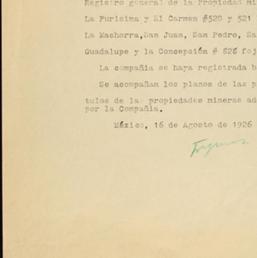 Registro general de la Propiedad mi
La Purisima y El Carmen #520 y 521
La Machorra,San Juan, San Pedro, Sa
Guadalupe y la Concepción # 626 foj
La compañía se haya registrada b
Se acompañan los planos de las p
tulos de las propiedades mineras ad
por la Compañía.
México, 16 de Agosto de 1926